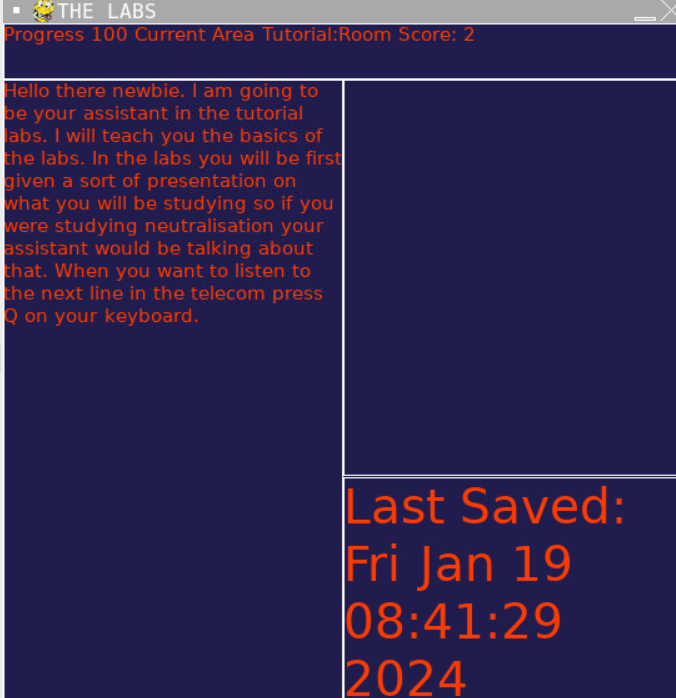 THE LABS
Progress 100 Current Area Tutorial:Room Score: 2
Hello there newbie. I am going to
be your assistant in the tutorial
labs. I will teach you the basics of
the labs. In the labs you will be first
given a sort of presentation on
what you will be studying so if you
were studying neutralisation your
assistant would be talking about
that. When you want to listen to
the next line in the telecom press
Q on your keyboard.
Last Saved:
Fri Jan 19
08:41:29
2024